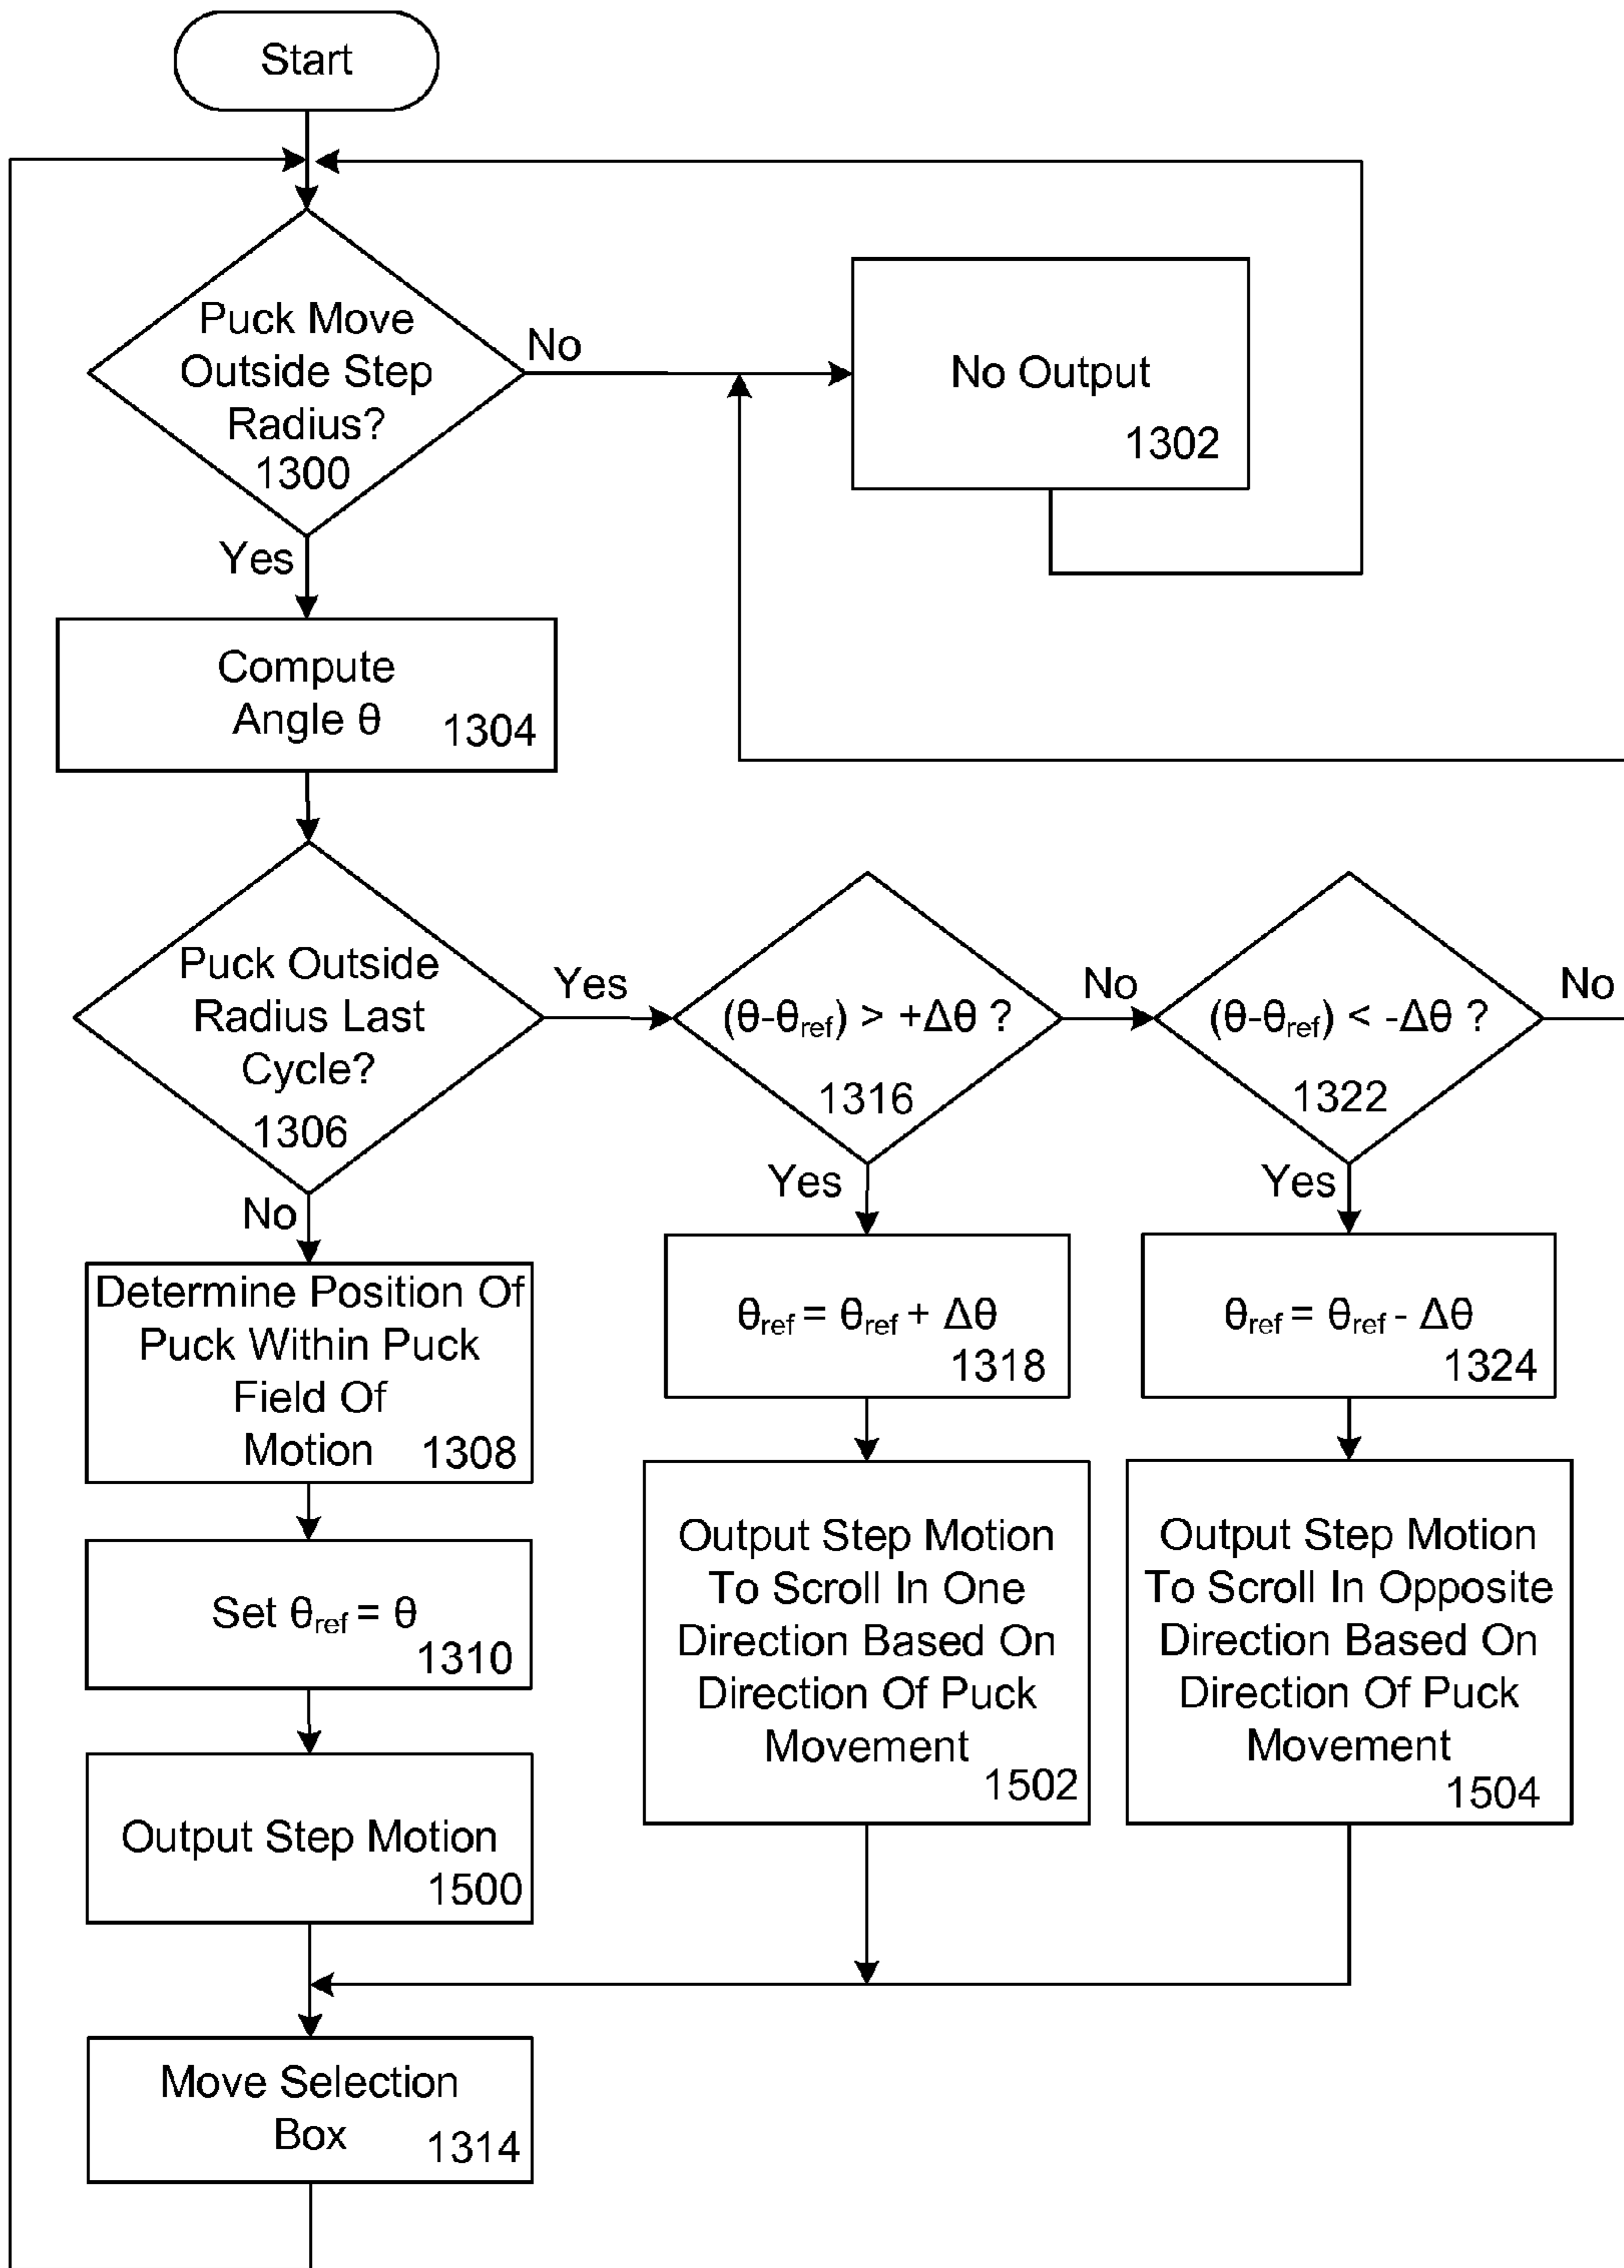 Start
Puck Move
Outside Step
Radius?
1300
No
No Output
1302
Yes
Compute
Angle θ
1304
Puck Outside
Radius Last
Cycle?
1306
Yes
(θ-θref) > +Δθ ?
1316
No
(θ-θref) < -Δθ ?
1322
No
No
Determine Position Of
Puck Within Puck
Field Of
Motion
1308
Yes
θref = θref + Δθ
1318
Yes
θref = θref - Δθ
1324
Set θref = θ
1310
Output Step Motion
To Scroll In One
Direction Based On
Direction Of Puck
Movement
1502
Output Step Motion
To Scroll In Opposite
Direction Based On
Direction Of Puck
Movement
1504
Output Step Motion
1500
Move Selection
Box
1314